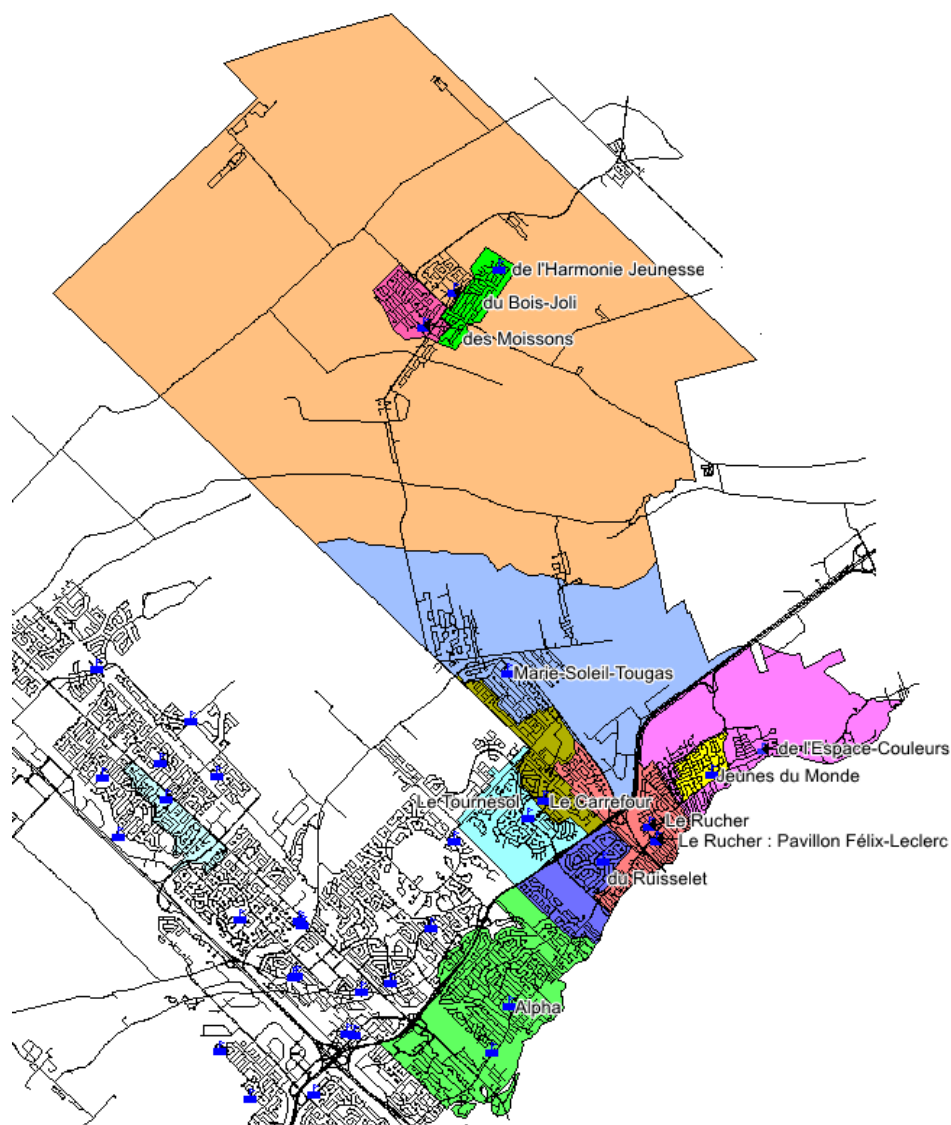 de l'Harmonie Jeunesse
du Bois-Joli
des Moissons
Marie-Soleil-Tougas
de l'Espace-Couleurs
Jeunes du Monde
Le Tournesol
Le Carrefour
Le Rucher
Le Rucher : Pavillon Félix-Leclerc
du Ruisselet
Alpha